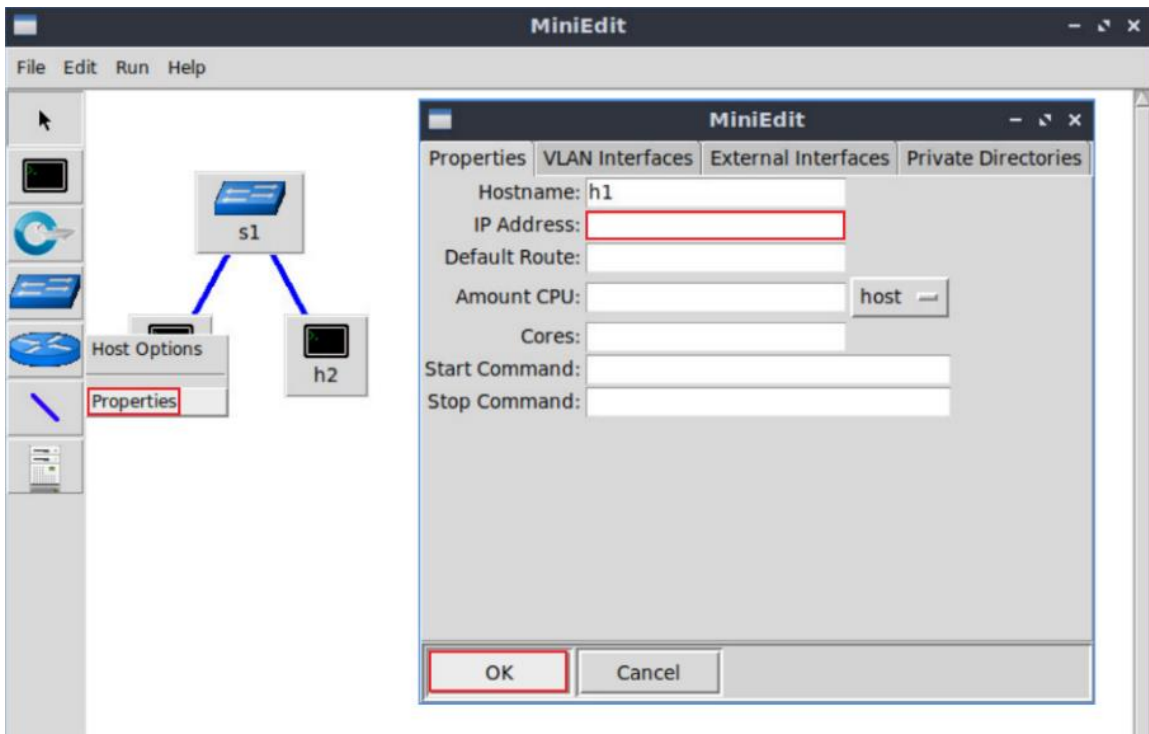 MiniEdit
File Edit Run Help
s1
Host Options
Properties
h2
MiniEdit
Properties VLAN Interfaces External Interfaces Private Directories
Hostname: h1
IP Address:
Default Route:
Amount CPU: host
Cores:
Start Command:
Stop Command:
OK Cancel